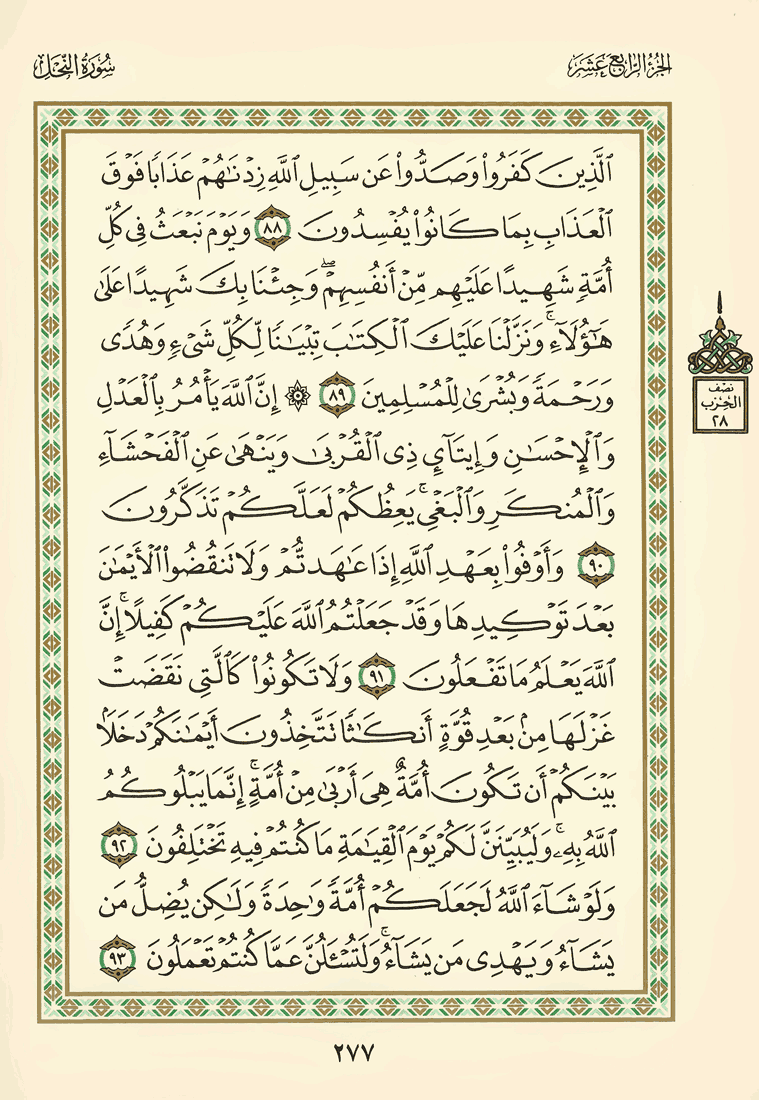 الجزء الرابع عشر
سورة النحل
ٱلَّذِينَ كَفَرُوا۟ وَصَدُّوا۟ عَن سَبِيلِ ٱللَّهِ زِدْنَٰهُمْ عَذَابًا فَوْقَ
ٱلْعَذَابِ بِمَا كَانُوا۟ يُفْسِدُونَ ٨٨ وَيَوْمَ نَبْعَثُ فِى كُلِّ
أُمَّةٍ شَهِيدًا عَلَيْهِم مِّنْ أَنفُسِهِمْ ۖ وَجِئْنَا بِكَ شَهِيدًا عَلَىٰ
هَٰٓؤُلَآءِ ۚ وَنَزَّلْنَا عَلَيْكَ ٱلْكِتَٰبَ تِبْيَٰنًا لِّكُلِّ شَىْءٍ وَهُدًى
وَرَحْمَةً وَبُشْرَىٰ لِلْمُسْلِمِينَ ٨٩ ۞ إِنَّ ٱللَّهَ يَأْمُرُ بِٱلْعَدْلِ
وَٱلْإِحْسَٰنِ وَإِيتَآئِ ذِى ٱلْقُرْبَىٰ وَيَنْهَىٰ عَنِ ٱلْفَحْشَآءِ
وَٱلْمُنكَرِ وَٱلْبَغْىِ ۚ يَعِظُكُمْ لَعَلَّكُمْ تَذَكَّرُونَ
٩٠ وَأَوْفُوا۟ بِعَهْدِ ٱللَّهِ إِذَا عَٰهَدتُّمْ وَلَا تَنقُضُوا۟ ٱلْأَيْمَٰنَ
بَعْدَ تَوْكِيدِهَا وَقَدْ جَعَلْتُمُ ٱللَّهَ عَلَيْكُمْ كَفِيلًا ۚ إِنَّ
ٱللَّهَ يَعْلَمُ مَا تَفْعَلُونَ ٩١ وَلَا تَكُونُوا۟ كَٱلَّتِى نَقَضَتْ
غَزْلَهَا مِنۢ بَعْدِ قُوَّةٍ أَنكَٰثًا تَتَّخِذُونَ أَيْمَٰنَكُمْ دَخَلًۢا
بَيْنَكُمْ أَن تَكُونَ أُمَّةٌ هِىَ أَرْبَىٰ مِنْ أُمَّةٍ ۚ إِنَّمَا يَبْلُوكُمُ
ٱللَّهُ بِهِۦ ۚ وَلَيُبَيِّنَنَّ لَكُمْ يَوْمَ ٱلْقِيَٰمَةِ مَا كُنتُمْ فِيهِ تَخْتَلِفُونَ ٩٢
وَلَوْ شَآءَ ٱللَّهُ لَجَعَلَكُمْ أُمَّةً وَٰحِدَةً وَلَٰكِن يُضِلُّ مَن
يَشَآءُ وَيَهْدِى مَن يَشَآءُ ۚ وَلَتُسْـَٔلُنَّ عَمَّا كُنتُمْ تَعْمَلُونَ ٩٣
نصف
الحزب
٢٨
٢٧٧